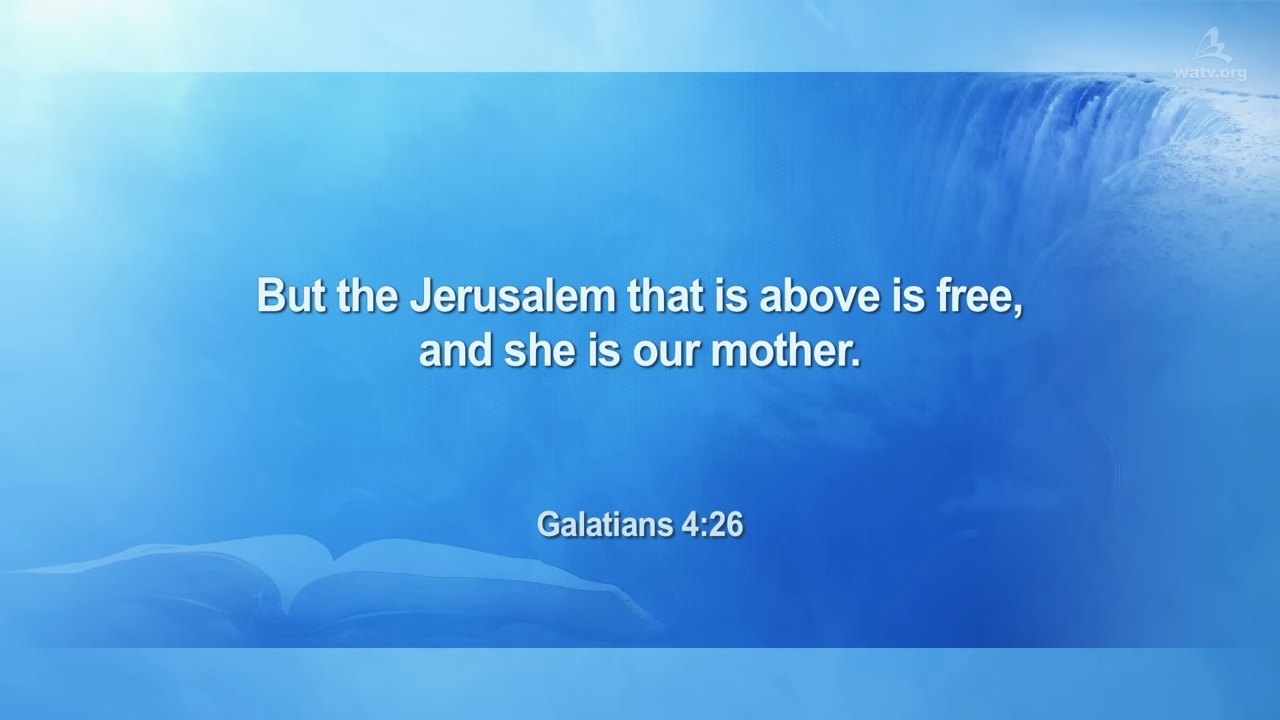 watv.org
But the Jerusalem that is above is free,
and she is our mother.
Galatians 4:26